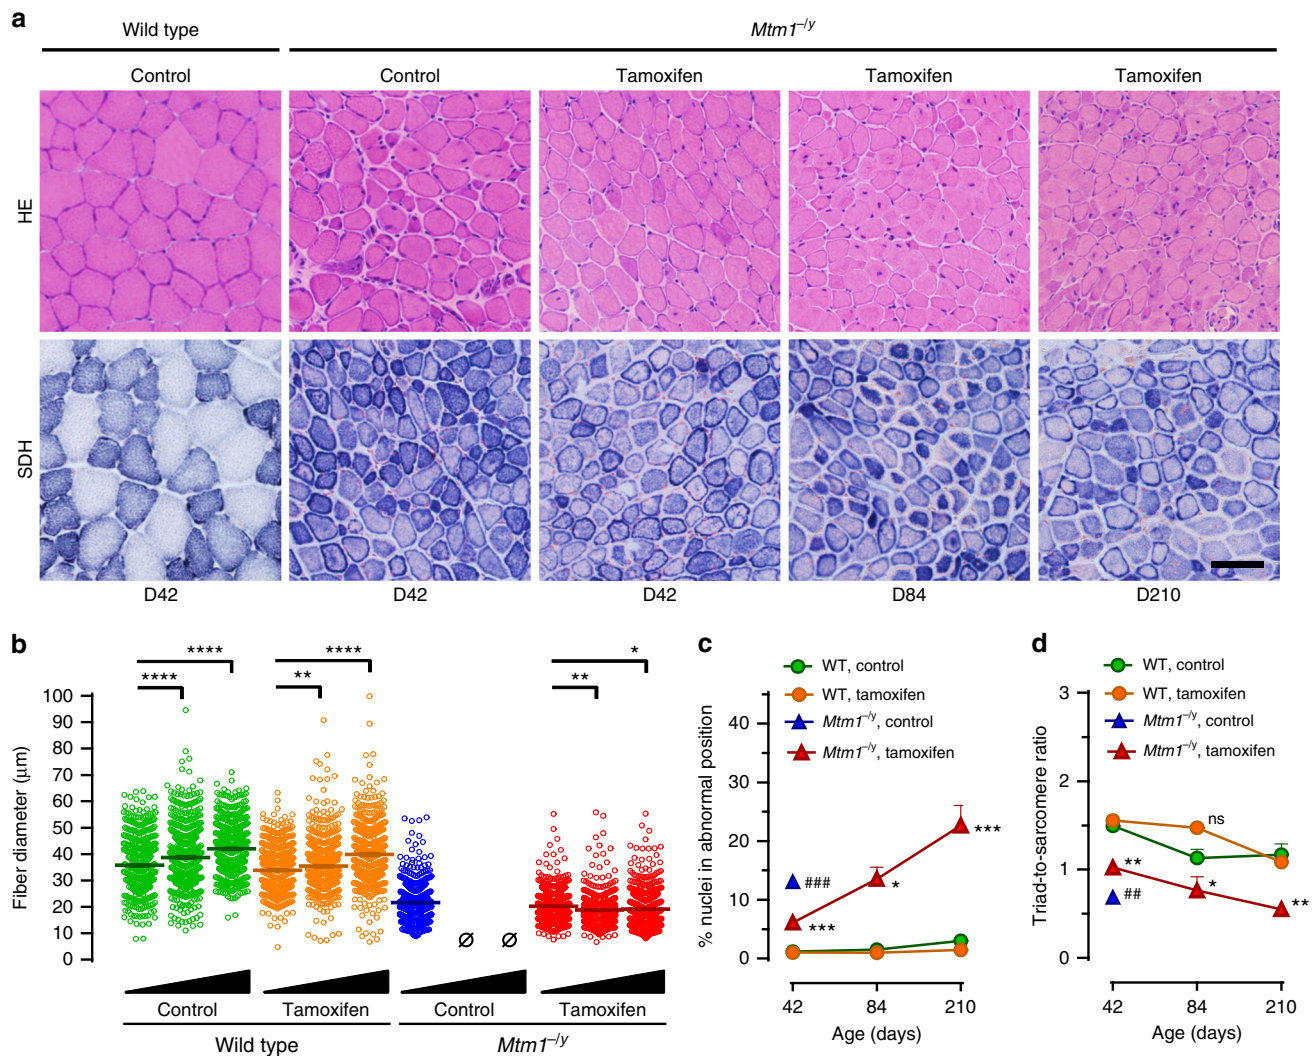 a
Wild type Mtm1–/y
Control Control Tamoxifen Tamoxifen Tamoxifen
HE
SDH
D42 D42 D42 D84 D210
b
**** **** ** **** ** *
Fiber diameter (μm)
100
90
80
70
60
50
40
30
20
10
0
Ø Ø
Control Tamoxifen Control Tamoxifen
Wild type Mtm1–/y
c
WT, control
WT, tamoxifen
Mtm1–/y, control
Mtm1–/y, tamoxifen
% nuclei in abnormal position
40
30
20
10
0
###
***
*
***
42 84 210
Age (days)
d
WT, control
WT, tamoxifen
Mtm1–/y, control
Mtm1–/y, tamoxifen
Triad-to-sarcomere ratio
3
2
1
0
ns
**
##
*
**
42 84 210
Age (days)